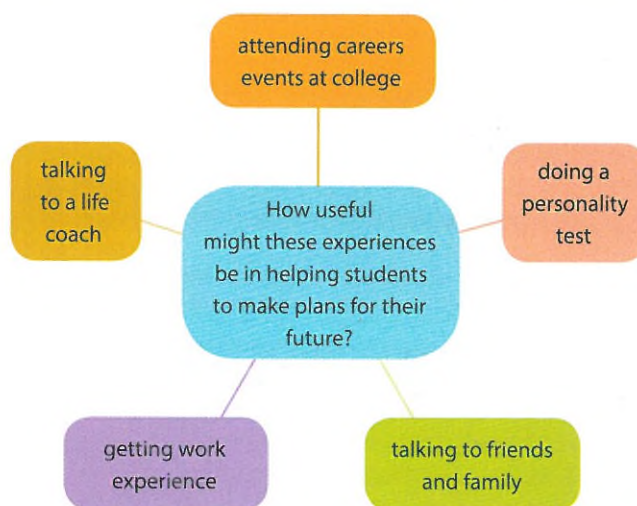 attending careers
events at college
talking
to a life
coach
doing a
personality
test
How useful
might these experiences
be in helping students
to make plans for their
future?
getting work
experience
talking to friends
and family